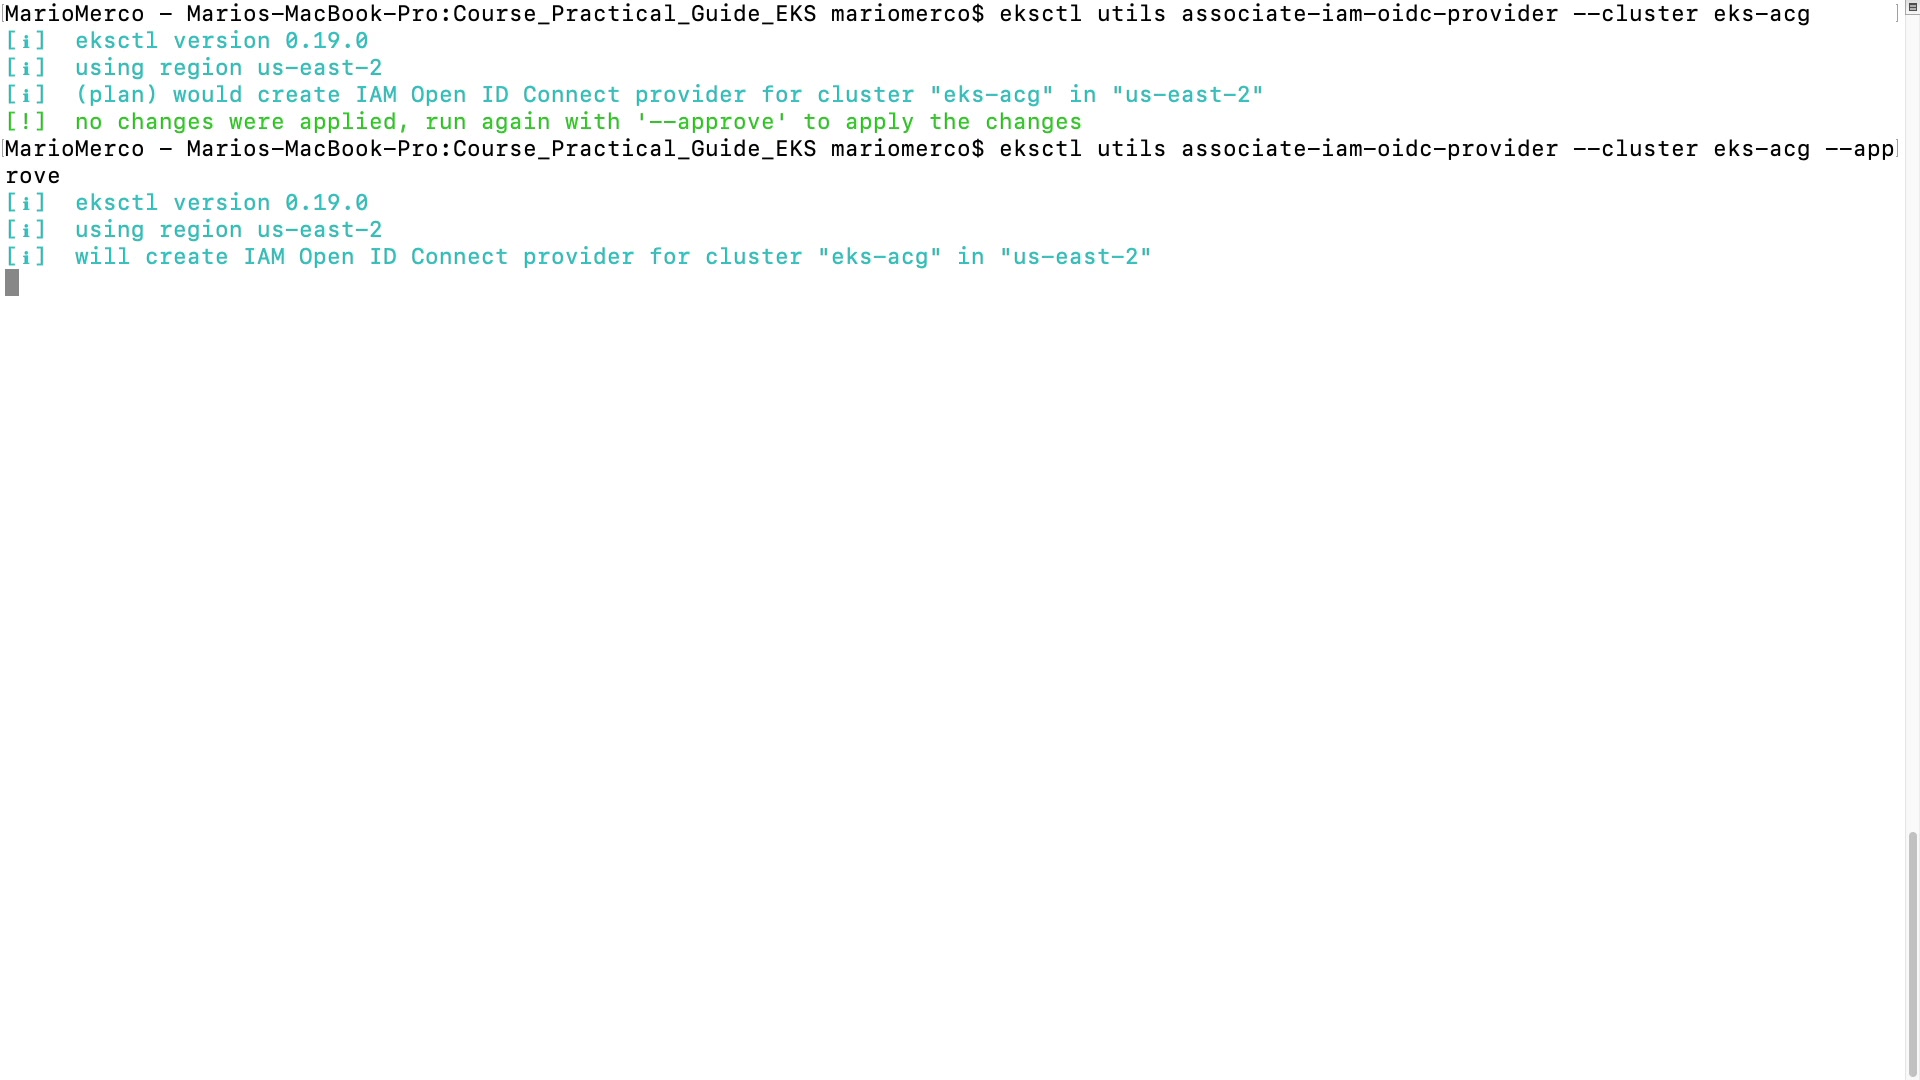 MarioMerco - Marios-MacBook-Pro:Course_Practical_Guide_EKS mariomerco$ eksctl utils associate-iam-oidc-provider --cluster eks-acg
[ℹ]  eksctl version 0.19.0
[ℹ]  using region us-east-2
[ℹ]  (plan) would create IAM Open ID Connect provider for cluster "eks-acg" in "us-east-2"
[!]  no changes were applied, run again with '--approve' to apply the changes
MarioMerco - Marios-MacBook-Pro:Course_Practical_Guide_EKS mariomerco$ eksctl utils associate-iam-oidc-provider --cluster eks-acg --app
rove
[ℹ]  eksctl version 0.19.0
[ℹ]  using region us-east-2
[ℹ]  will create IAM Open ID Connect provider for cluster "eks-acg" in "us-east-2"